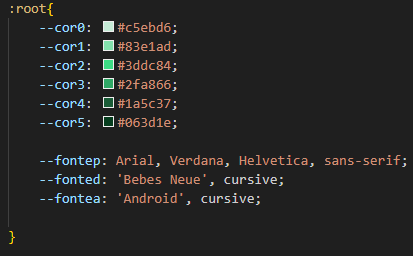 :root{
--cor0: #c5ebd6;
--cor1: #83e1ad;
--cor2: #3ddc84;
--cor3: #2fa866;
--cor4: #1a5c37;
--cor5: #063d1e;
--fontep: Arial, Verdana, Helvetica, sans-serif;
--fonted: 'Bebes Neue', cursive;
--fontea: 'Android', cursive;
}